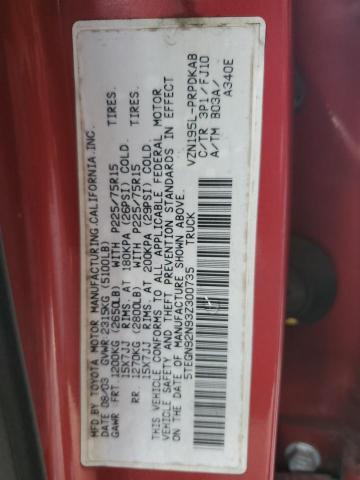 MFD. BY TOYOTA MOTOR MANUFACTURING CALIFORNIA INC.
08/03 GVWR 2315KG (5100LB)
GAWR FRT 1200KG (2650LB) WITH P225/75R15 TIRES.
15X7JJ RIMS. AT 180KPA (26PSI) COLD.
RR 1270KG (2800LB) WITH P225/75R15 TIRES.
15X7JJ RIMS. AT 200KPA (29PSI) COLD.
THIS VEHICLE CONFORMS TO ALL APPLICABLE FEDERAL MOTOR
VEHICLE SAFETY AND THEFT PREVENTION STANDARDS IN EFFECT
ON THE DATE OF MANUFACTURE SHOWN ABOVE.
5TEGN92N93Z300735 TRUCK
VZN195L-PRPDKAB
C/TR 3P1/FJ10
A/TM B03A/
A340E